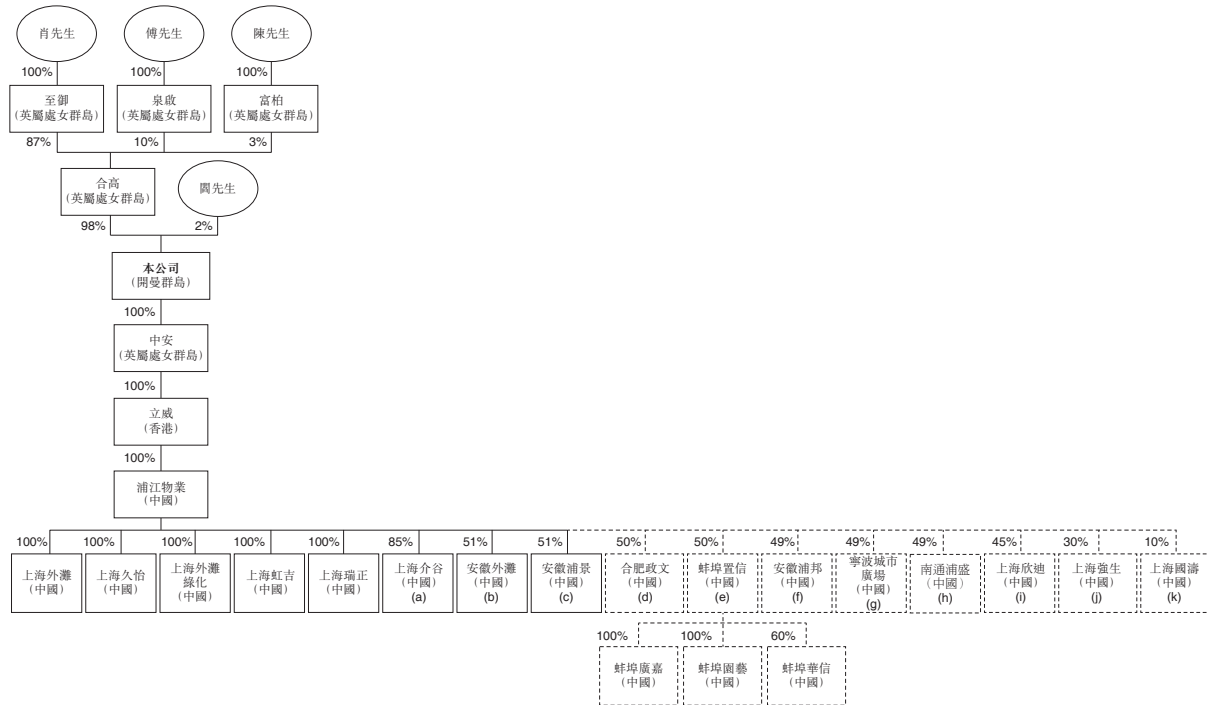 肖先生
傅先生
陳先生
100%
100%
100%
至御
(英屬處女群島)
泉啟
(英屬處女群島)
富柏
(英屬處女群島)
87%
10%
3%
合高
(英屬處女群島)
閻先生
98%
2%
本公司
(開曼群島)
100%
中安
(英屬處女群島)
100%
立威
(香港)
100%
浦江物業
(中國)
100%
100%
100%
100%
100%
85%
51%
51%
50%
50%
49%
49%
49%
45%
30%
10%
上海外灘
(中國)
上海久怡
(中國)
上海外灘
綠化
(中國)
上海虹吉
(中國)
上海瑞正
(中國)
上海介谷
(中國)
(a)
安徽外灘
(中國)
(b)
安徽浦景
(中國)
(c)
合肥政文
(中國)
(d)
蚌埠置信
(中國)
(e)
安徽浦邦
(中國)
(f)
寧波城市
廣場
(中國)
(g)
南通浦盛
(中國)
(h)
上海欣迪
(中國)
(i)
上海強生
(中國)
(j)
上海國濤
(中國)
(k)
100%
100%
60%
蚌埠廣嘉
(中國)
蚌埠園藝
(中國)
蚌埠華信
(中國)